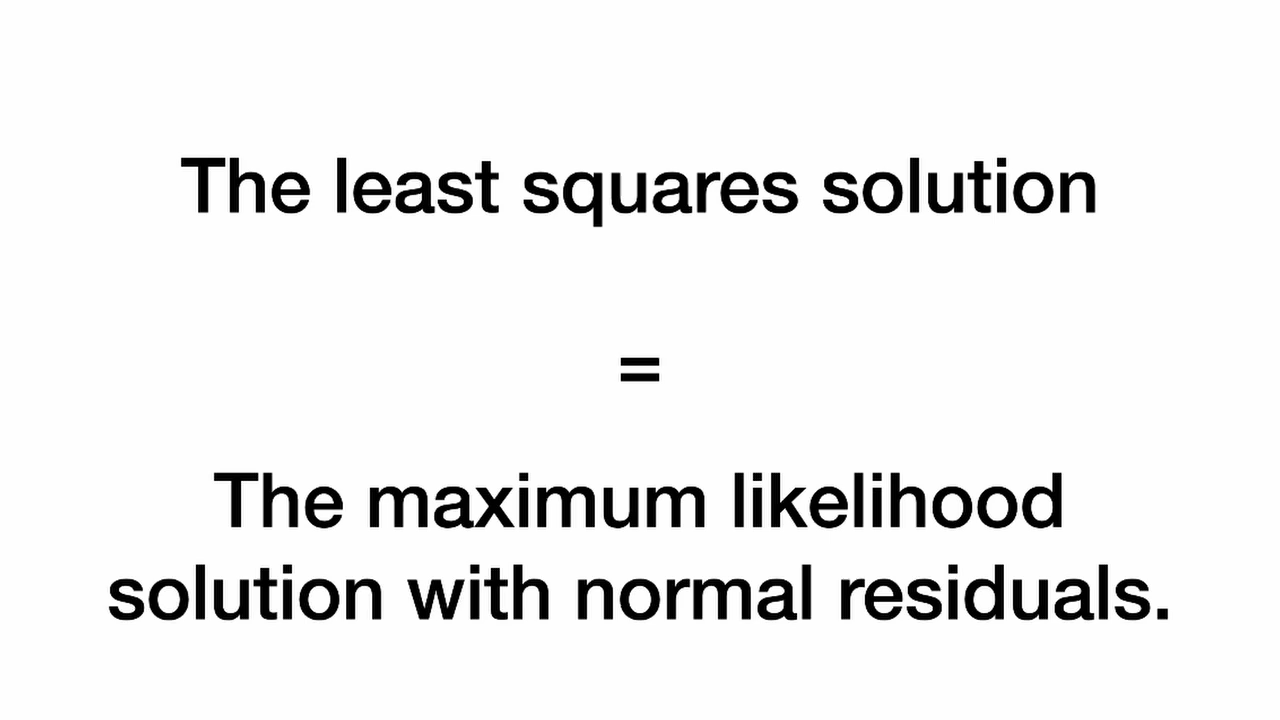 The least squares solution
=
The maximum likelihood
solution with normal residuals.